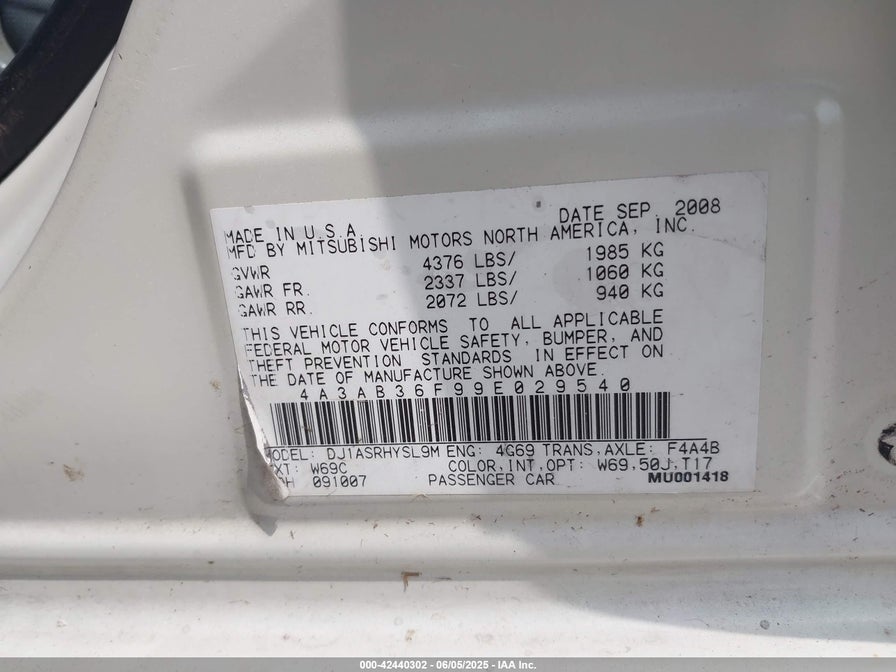 DATE SEP. 2008
MADE IN U.S.A.
MFD BY MITSUBISHI MOTORS NORTH AMERICA, INC.
GVWR 4376 LBS/ 1985 KG
GAWR FR. 2337 LBS/ 1060 KG
GAWR RR. 2072 LBS/ 940 KG
THIS VEHICLE CONFORMS TO ALL APPLICABLE
FEDERAL MOTOR VEHICLE SAFETY, BUMPER, AND
THEFT PREVENTION STANDARDS IN EFFECT ON
THE DATE OF MANUFACTURE SHOWN ABOVE.
4A3AB36F99E029540
MODEL: DJ1ASRHYSL9M ENG: 4G69 TRANS,AXLE: F4A4B
EXT: W69C COLOR,INT,OPT: W69,50J,T17
091007 PASSENGER CAR MU001418
000-42440302 - 06/05/2025 - IAA Inc.